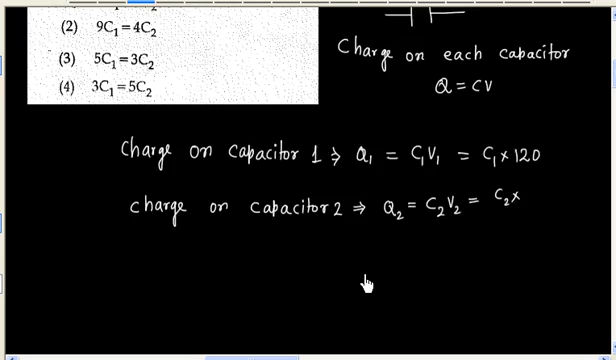 (2) 9C₁ = 4C₂
(3) 5C₁ = 3C₂
(4) 3C₁ = 5C₂
Charge on each capacitor
Q = CV
Charge on capacitor 1 ⇒ Q₁ = C₁V₁ = C₁ × 120
Charge on capacitor 2 ⇒ Q₂ = C₂V₂ = C₂ ×